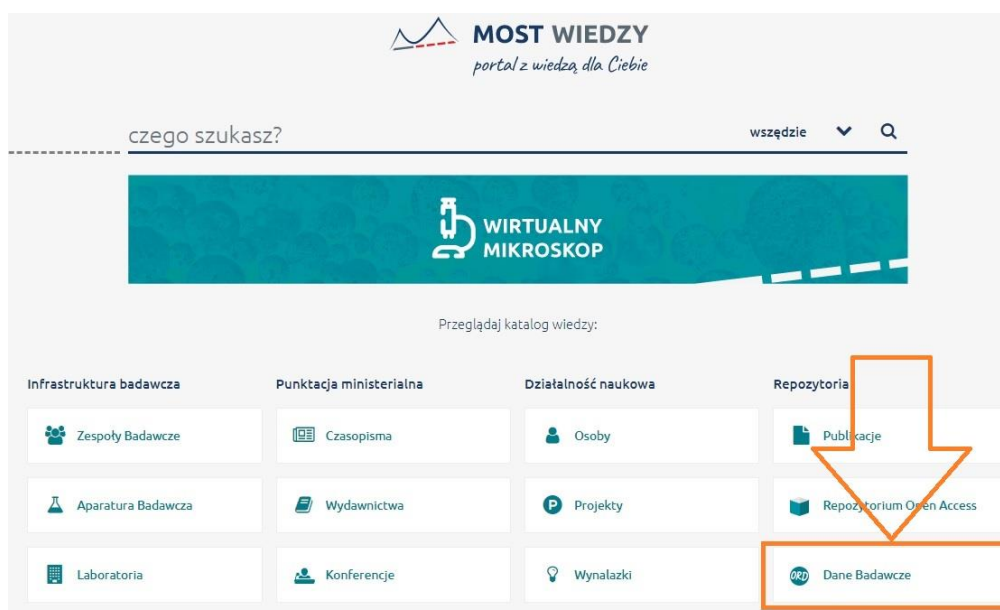 MOST WIEDZY
portal z wiedzą dla Ciebie
czego szukasz?
wszędzie
WIRTUALNY
MIKROSKOP
Przeglądaj katalog wiedzy:
Infrastruktura badawcza
Zespoły Badawcze
Aparatura Badawcza
Laboratoria
Punktacja ministerialna
Czasopisma
Wydawnictwa
Konferencje
Działalność naukowa
Osoby
P
Projekty
Wynalazki
Repozytoria
Publikacje
Repozytorium Open Access
ORD
Dane Badawcze